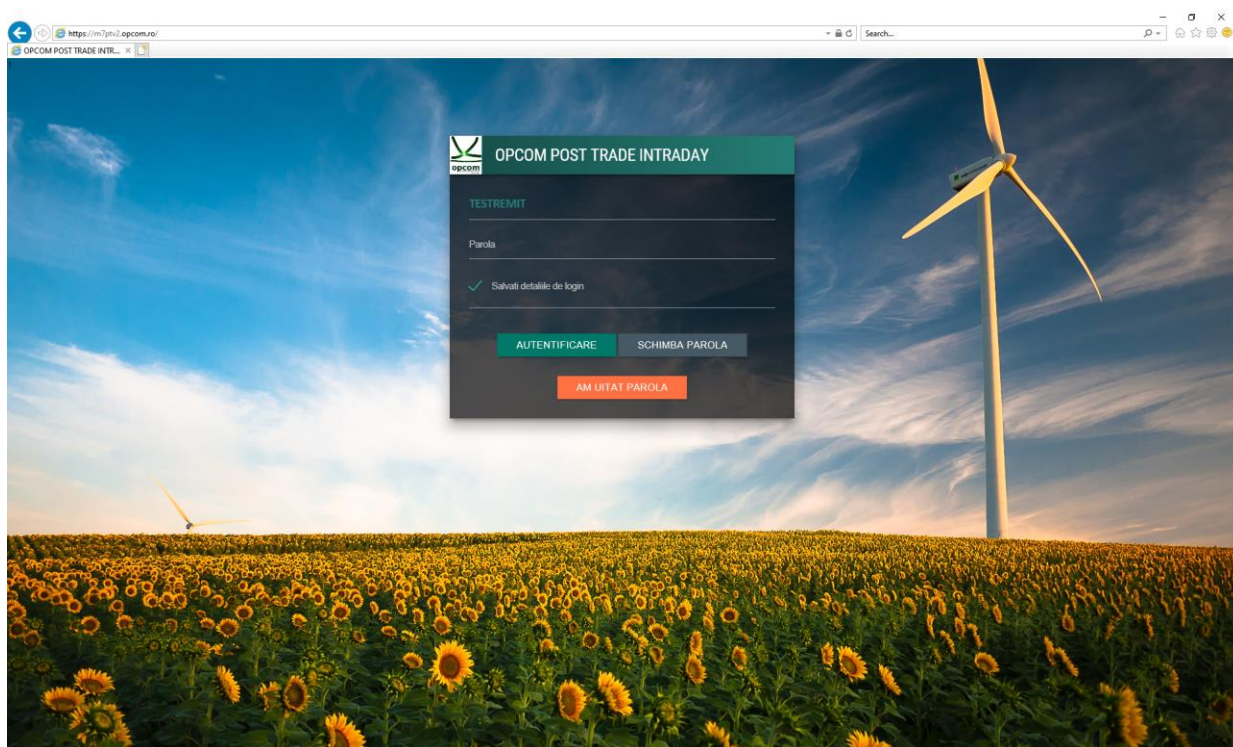 https://m7ptv2.opcom.ro/
Search...
OPCOM POST TRADE INTR...
opcom
OPCOM POST TRADE INTRADAY
TESTREMIT
Parola
Salvati detaliile de login
AUTENTIFICARE
SCHIMBA PAROLA
AM UITAT PAROLA